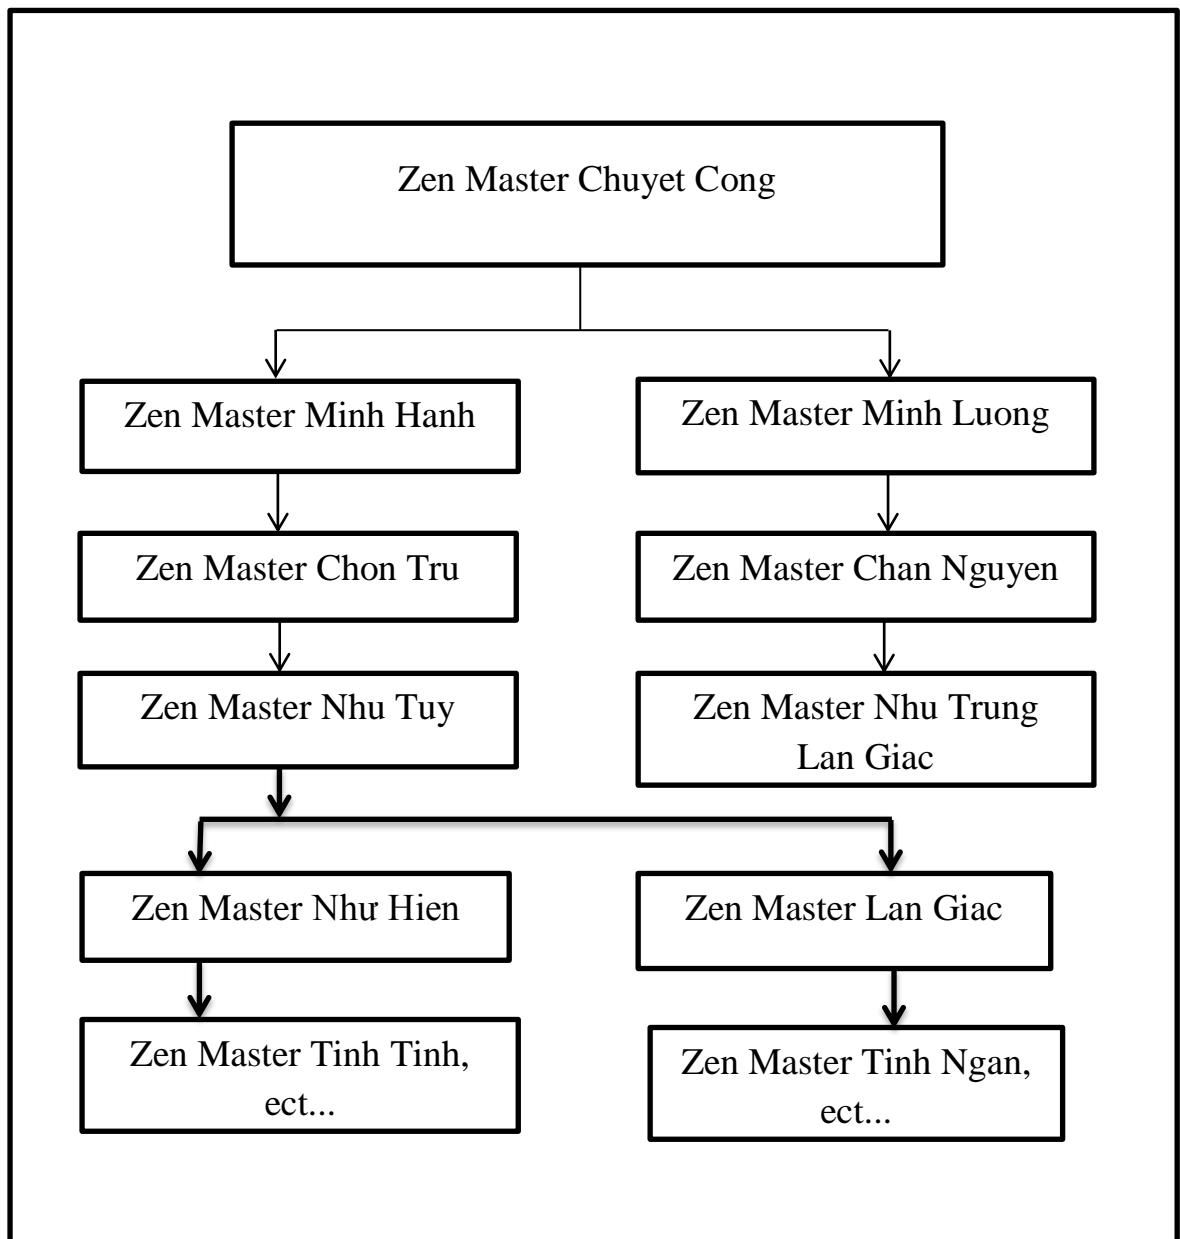 Zen Master Chuyet Cong
Zen Master Minh Hanh
Zen Master Minh Luong
Zen Master Chon Tru
Zen Master Chan Nguyen
Zen Master Nhu Tuy
Zen Master Nhu Trung
Lan Giac
Zen Master Như Hien
Zen Master Lan Giac
Zen Master Tinh Tinh,
ect...
Zen Master Tinh Ngan,
ect...